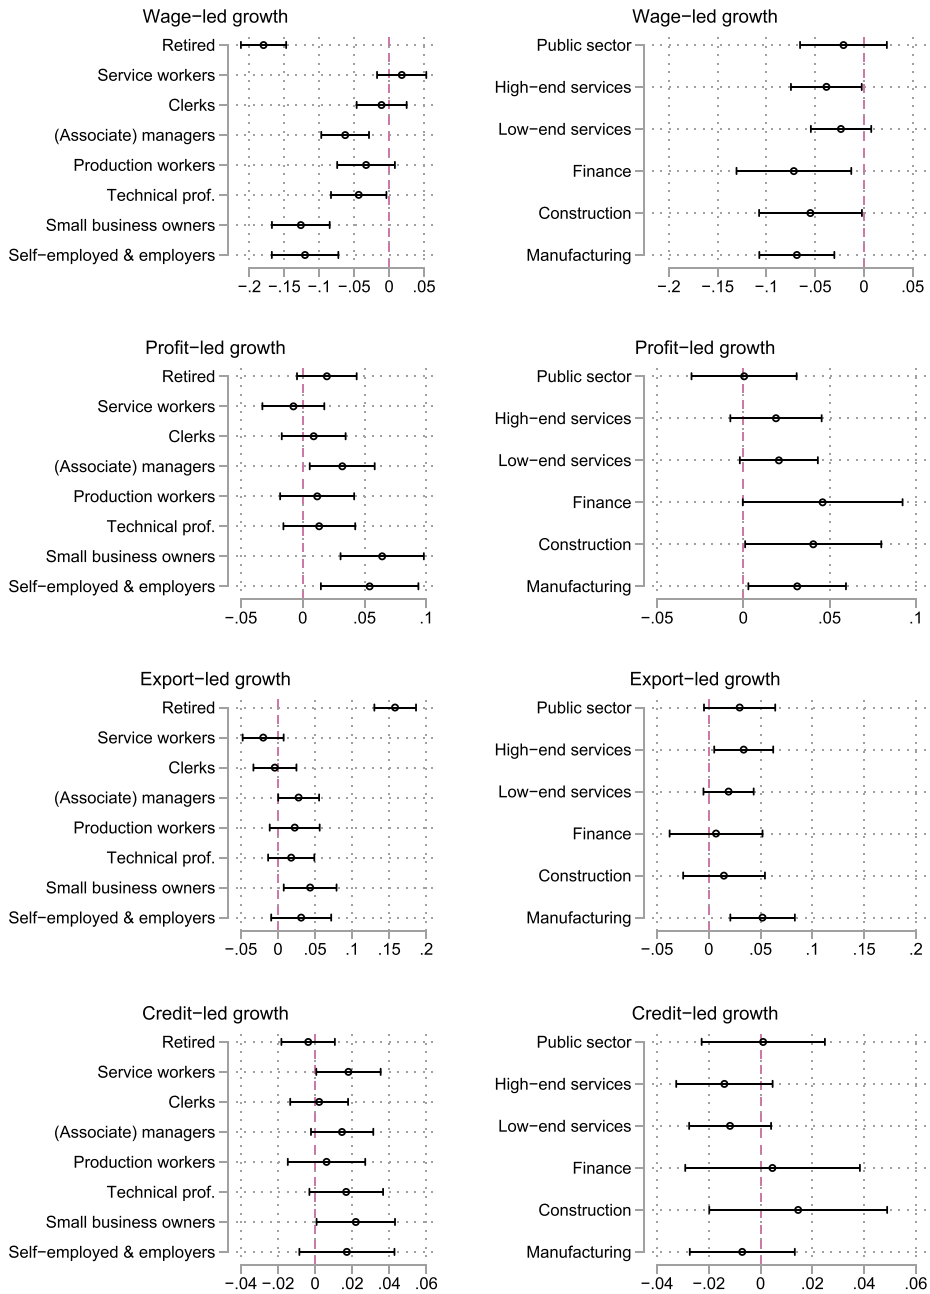 Wage−led growth
Retired
Service workers
Clerks
(Associate) managers
Production workers
Technical prof.
Small business owners
Self−employed & employers
−.2 −.15 −.1 −.05 0 .05
Wage−led growth
Public sector
High−end services
Low−end services
Finance
Construction
Manufacturing
−.2 −.15 −.1 −.05 0 .05
Profit−led growth
Retired
Service workers
Clerks
(Associate) managers
Production workers
Technical prof.
Small business owners
Self−employed & employers
−.05 0 .05 .1
Profit−led growth
Public sector
High−end services
Low−end services
Finance
Construction
Manufacturing
−.05 0 .05 .1
Export−led growth
Retired
Service workers
Clerks
(Associate) managers
Production workers
Technical prof.
Small business owners
Self−employed & employers
−.05 0 .05 .1 .15 .2
Export−led growth
Public sector
High−end services
Low−end services
Finance
Construction
Manufacturing
−.05 0 .05 .1 .15 .2
Credit−led growth
Retired
Service workers
Clerks
(Associate) managers
Production workers
Technical prof.
Small business owners
Self−employed & employers
−.04 −.02 0 .02 .04 .06
Credit−led growth
Public sector
High−end services
Low−end services
Finance
Construction
Manufacturing
−.04 −.02 0 .02 .04 .06